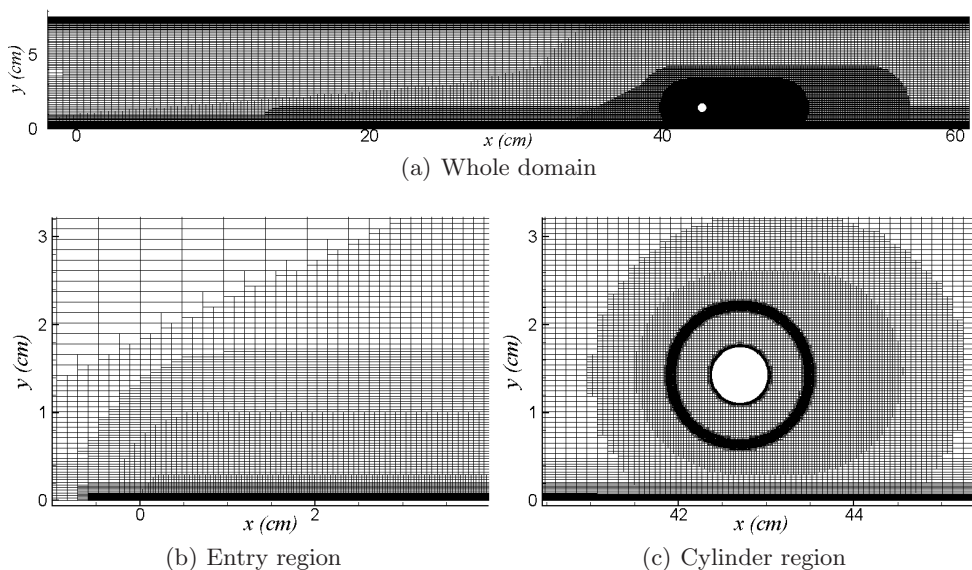 y (cm)
5
0
0
20
40
60
x (cm)
(a) Whole domain
y (cm)
3
2
1
0
0
2
x (cm)
(b) Entry region
y (cm)
3
2
1
0
42
44
x (cm)
(c) Cylinder region